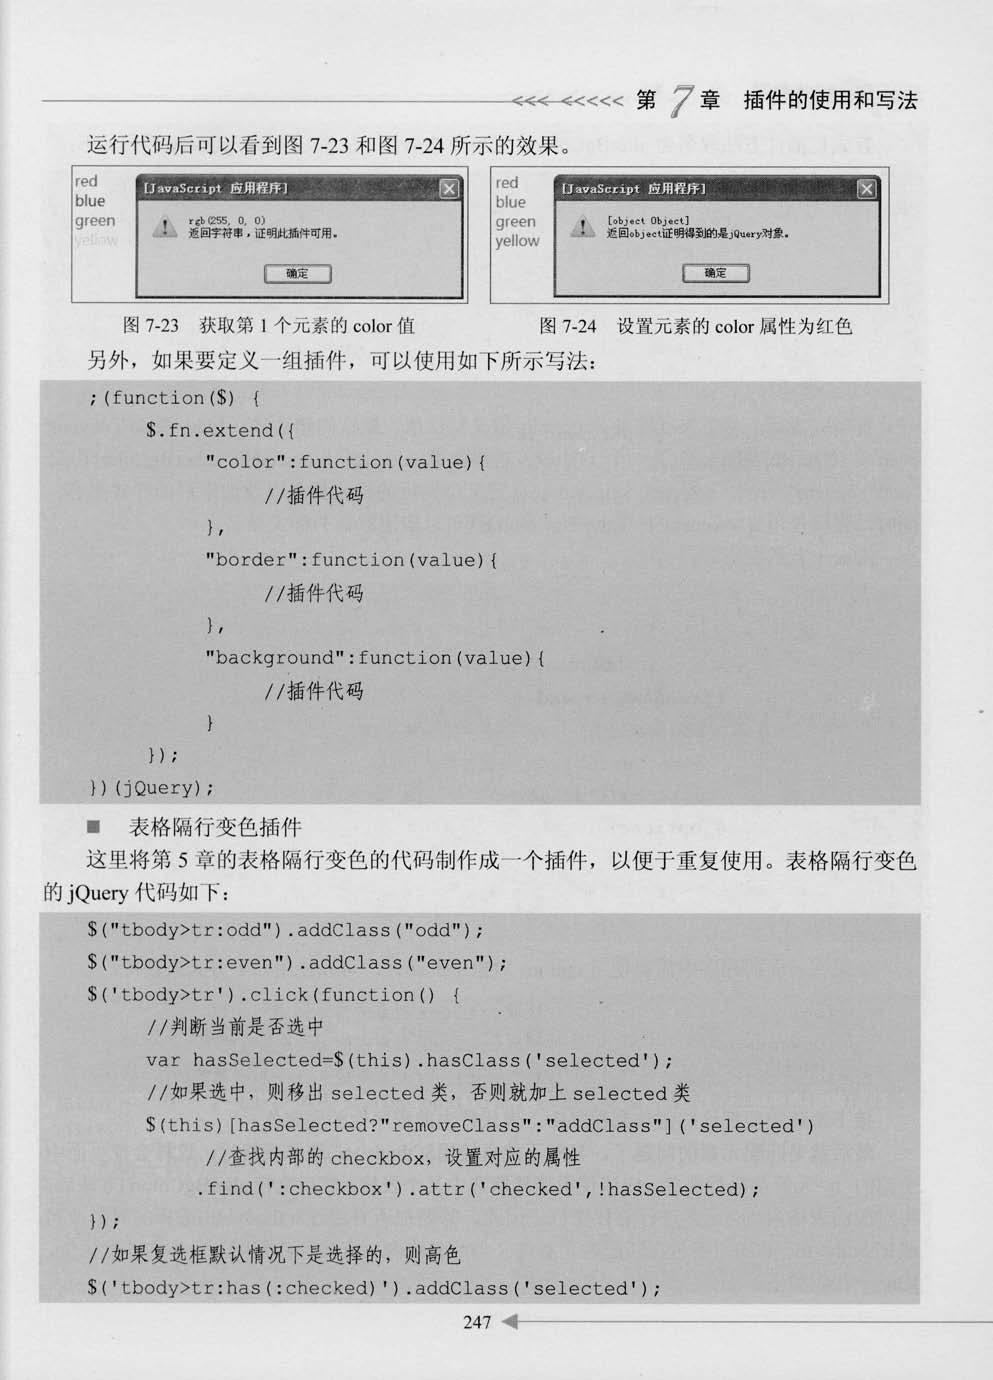 <<< <<<<< 第 7 章 插件的使用和写法
运行代码后可以看到图 7-23 和图 7-24 所示的效果。
red
blue
green
yellow
[JavaScript 应用程序]
rgb(255, 0, 0)
返回字符串，证明此插件可用。
确定
red
blue
green
yellow
[JavaScript 应用程序]
[object Object]
返回object证明得到的是jQuery对象。
确定
图 7-23 获取第 1 个元素的 color 值
图 7-24 设置元素的 color 属性为红色
另外，如果要定义一组插件，可以使用如下所示写法：
;(function($) {
$.fn.extend({
"color":function(value){
//插件代码
},
"border":function(value){
//插件代码
},
"background":function(value){
//插件代码
}
});
})(jQuery);
■ 表格隔行变色插件
这里将第 5 章的表格隔行变色的代码制作成一个插件，以便于重复使用。表格隔行变色
的 jQuery 代码如下：
$("tbody>tr:odd").addClass("odd");
$("tbody>tr:even").addClass("even");
$('tbody>tr').click(function() {
//判断当前是否选中
var hasSelected=$(this).hasClass('selected');
//如果选中，则移出 selected 类，否则就加上 selected 类
$(this)[hasSelected?"removeClass":"addClass"]('selected')
//查找内部的 checkbox，设置对应的属性
.find(':checkbox').attr('checked',!hasSelected);
});
//如果复选框默认情况下是选择的，则高色
$('tbody>tr:has(:checked)').addClass('selected');
247